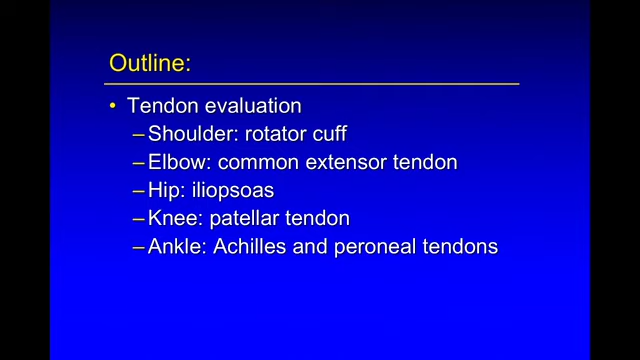 Outline:
• Tendon evaluation
–Shoulder: rotator cuff
–Elbow: common extensor tendon
–Hip: iliopsoas
–Knee: patellar tendon
–Ankle: Achilles and peroneal tendons